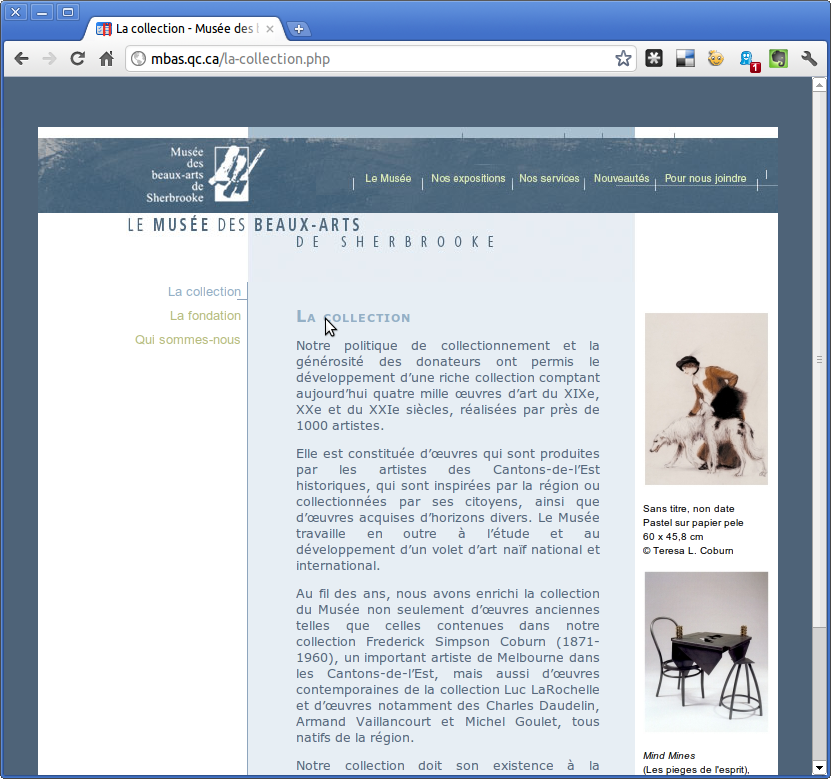 La collection - Musée des l
mbas.qc.ca/la-collection.php
1
Musée
des
beaux-arts
de
Sherbrooke
Le Musée
Nos expositions
Nos services
Nouveautés
Pour nous joindre
LE MUSÉE DES BEAUX-ARTS
DE SHERBROOKE
La collection
La fondation
Qui sommes-nous
La collection
Notre politique de collectionnement et la
générosité des donateurs ont permis le
développement d'une riche collection comptant
aujourd'hui quatre mille œuvres d'art du XIXe,
XXe et du XXIe siècles, réalisées par près de
1000 artistes.
Elle est constituée d'œuvres qui sont produites
par les artistes des Cantons-de-l'Est
historiques, qui sont inspirées par la région ou
collectionnées par ses citoyens, ainsi que
d'œuvres acquises d'horizons divers. Le Musée
travaille en outre à l'étude et au
développement d'un volet d'art naïf national et
international.
Au fil des ans, nous avons enrichi la collection
du Musée non seulement d'œuvres anciennes
telles que celles contenues dans notre
collection Frederick Simpson Coburn (1871-
1960), un important artiste de Melbourne dans
les Cantons-de-l'Est, mais aussi d'œuvres
contemporaines de la collection Luc LaRochelle
et d'œuvres notamment des Charles Daudelin,
Armand Vaillancourt et Michel Goulet, tous
natifs de la région.
Notre collection doit son existence à la
Sans titre, non date
Pastel sur papier pele
60 x 45,8 cm
© Teresa L. Coburn
Mind Mines
(Les pieges de l'esprit),